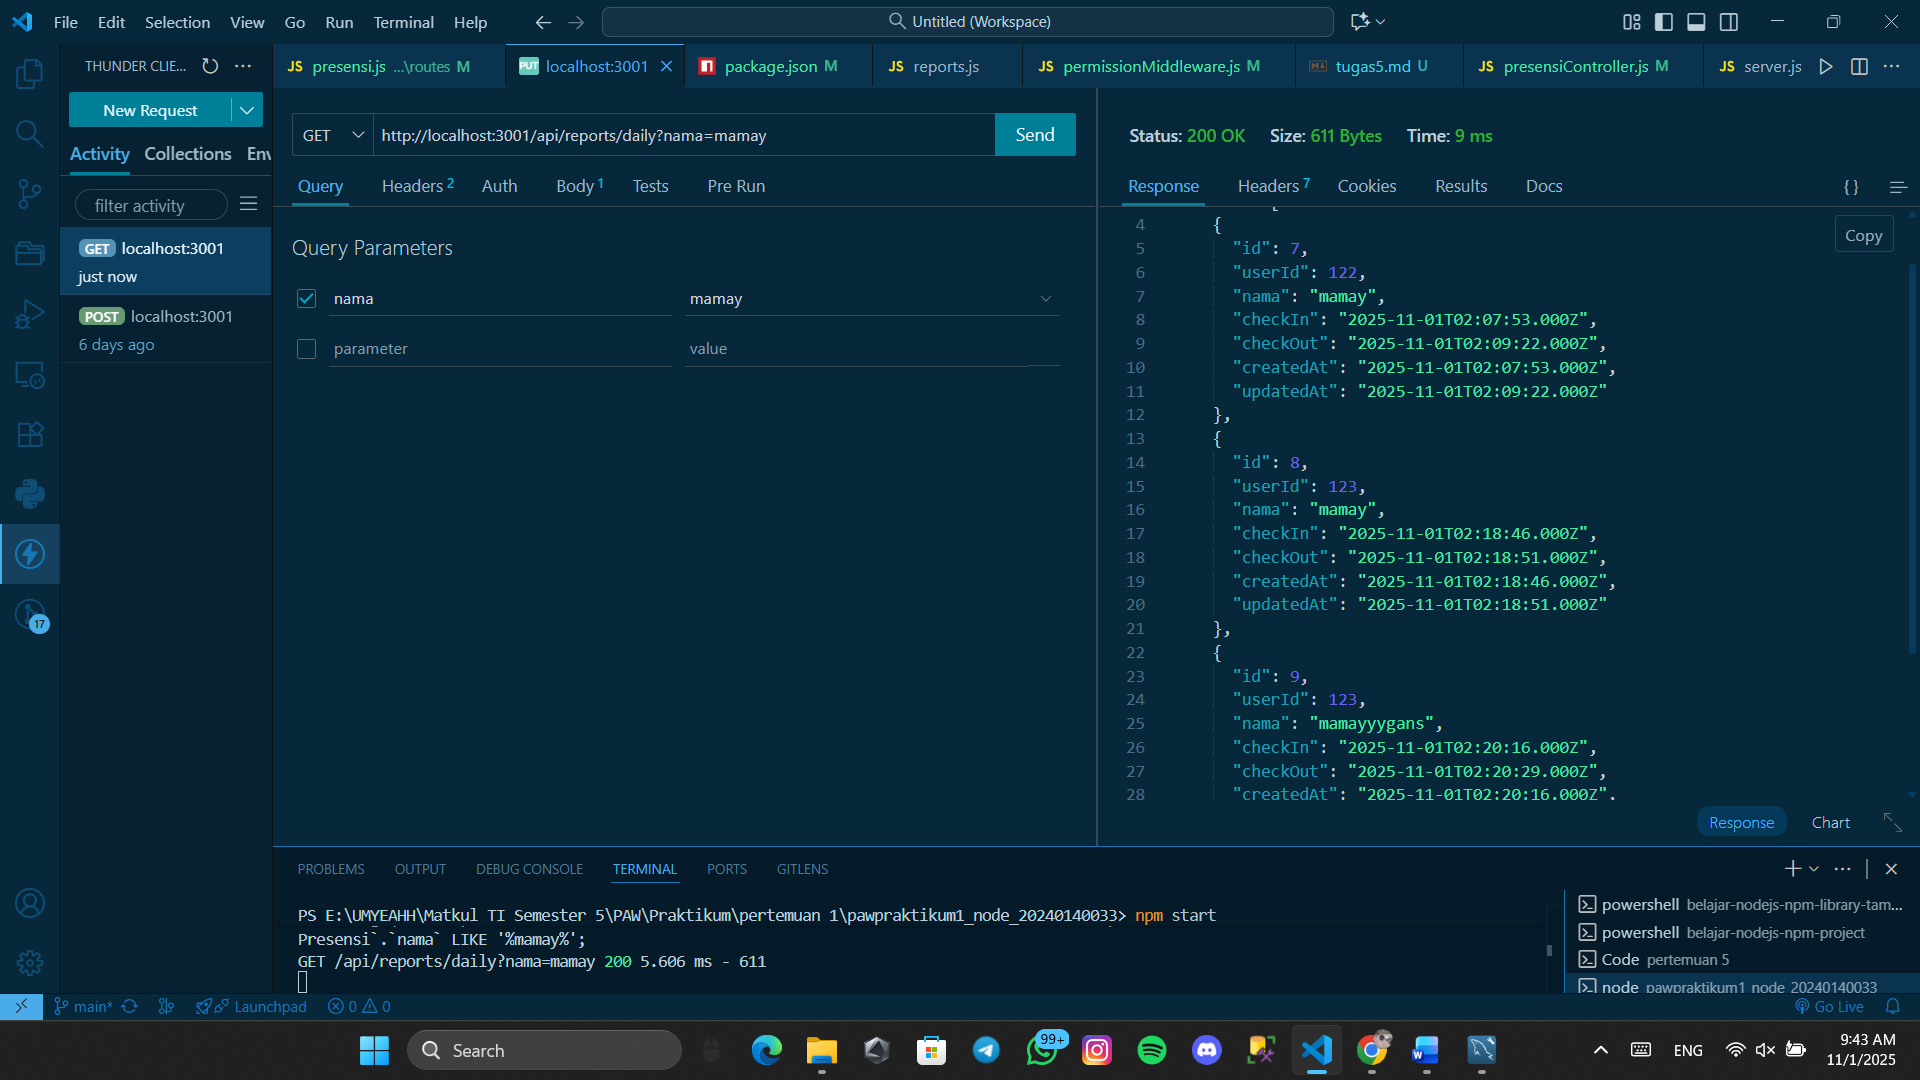 File Edit Selection View Go Run Terminal Help
Untitled (Workspace)
THUNDER CLIE...
New Request
Activity Collections Env
filter activity
GET localhost:3001
just now
POST localhost:3001
6 days ago
17
JS presensi.js ...\routes M
PUT localhost:3001
package.json M
JS reports.js
JS permissionMiddleware.js M
tugas5.md U
JS presensiController.js M
JS server.js
GET http://localhost:3001/api/reports/daily?nama=mamay Send
Query Headers 2 Auth Body 1 Tests Pre Run
Query Parameters
nama mamay
parameter value
Status: 200 OK Size: 611 Bytes Time: 9 ms
Response Headers 7 Cookies Results Docs { }
Copy
4 {
5 "id": 7,
6 "userId": 122,
7 "nama": "mamay",
8 "checkIn": "2025-11-01T02:07:53.000Z",
9 "checkOut": "2025-11-01T02:09:22.000Z",
10 "createdAt": "2025-11-01T02:07:53.000Z",
11 "updatedAt": "2025-11-01T02:09:22.000Z"
12 },
13 {
14 "id": 8,
15 "userId": 123,
16 "nama": "mamay",
17 "checkIn": "2025-11-01T02:18:46.000Z",
18 "checkOut": "2025-11-01T02:18:51.000Z",
19 "createdAt": "2025-11-01T02:18:46.000Z",
20 "updatedAt": "2025-11-01T02:18:51.000Z"
21 },
22 {
23 "id": 9,
24 "userId": 123,
25 "nama": "mamayyygans",
26 "checkIn": "2025-11-01T02:20:16.000Z",
27 "checkOut": "2025-11-01T02:20:29.000Z",
28 "createdAt": "2025-11-01T02:20:16.000Z",
Response Chart
PROBLEMS OUTPUT DEBUG CONSOLE TERMINAL PORTS GITLENS
PS E:\UMYEAHH\Matkul TI Semester 5\PAW\Praktikum\pertemuan 1\pawpraktikum1_node_20240140033> npm start
Presensi`.`nama` LIKE '%mamay%';
GET /api/reports/daily?nama=mamay 200 5.606 ms - 611
powershell belajar-nodejs-npm-library-tam...
powershell belajar-nodejs-npm-project
Code pertemuan 5
node pawpraktikum1_node_20240140033
main* Launchpad 0 0 Go Live
Search
99+
ENG
9:43 AM
11/1/2025